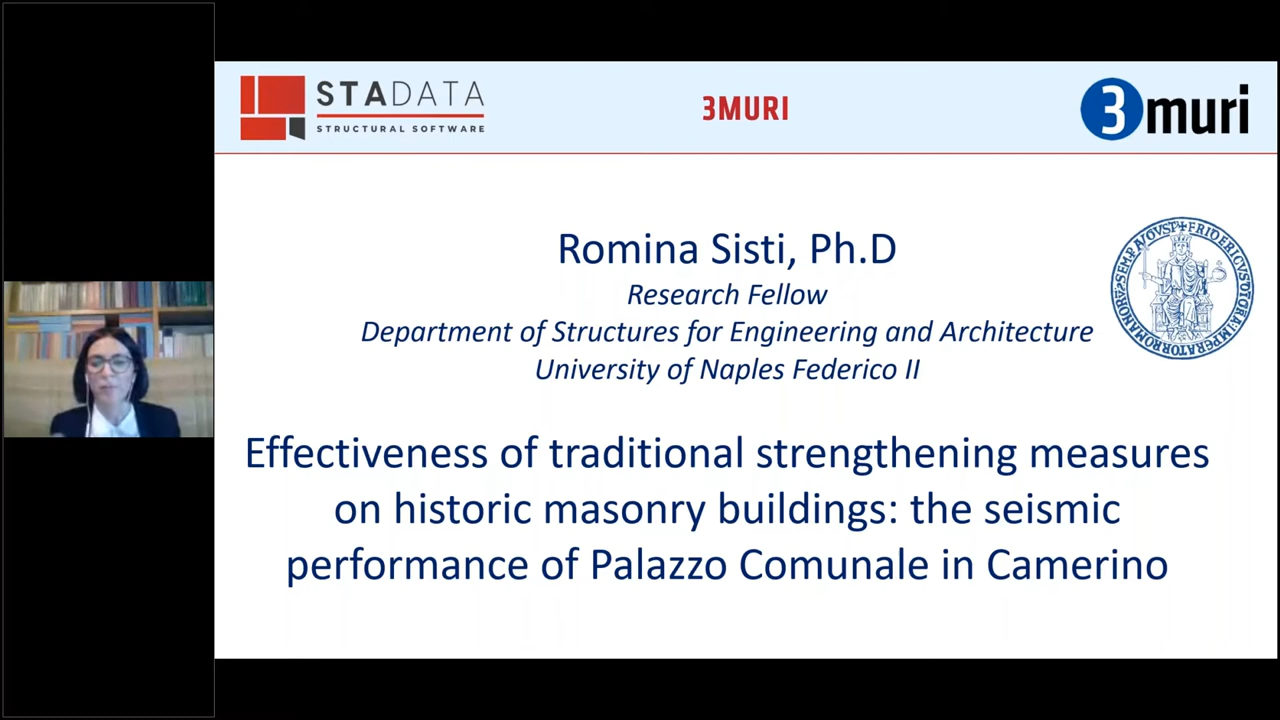 STADATA
STRUCTURAL SOFTWARE
3MURI
3muri
Romina Sisti, Ph.D
Research Fellow
Department of Structures for Engineering and Architecture
University of Naples Federico II
Effectiveness of traditional strengthening measures
on historic masonry buildings: the seismic
performance of Palazzo Comunale in Camerino